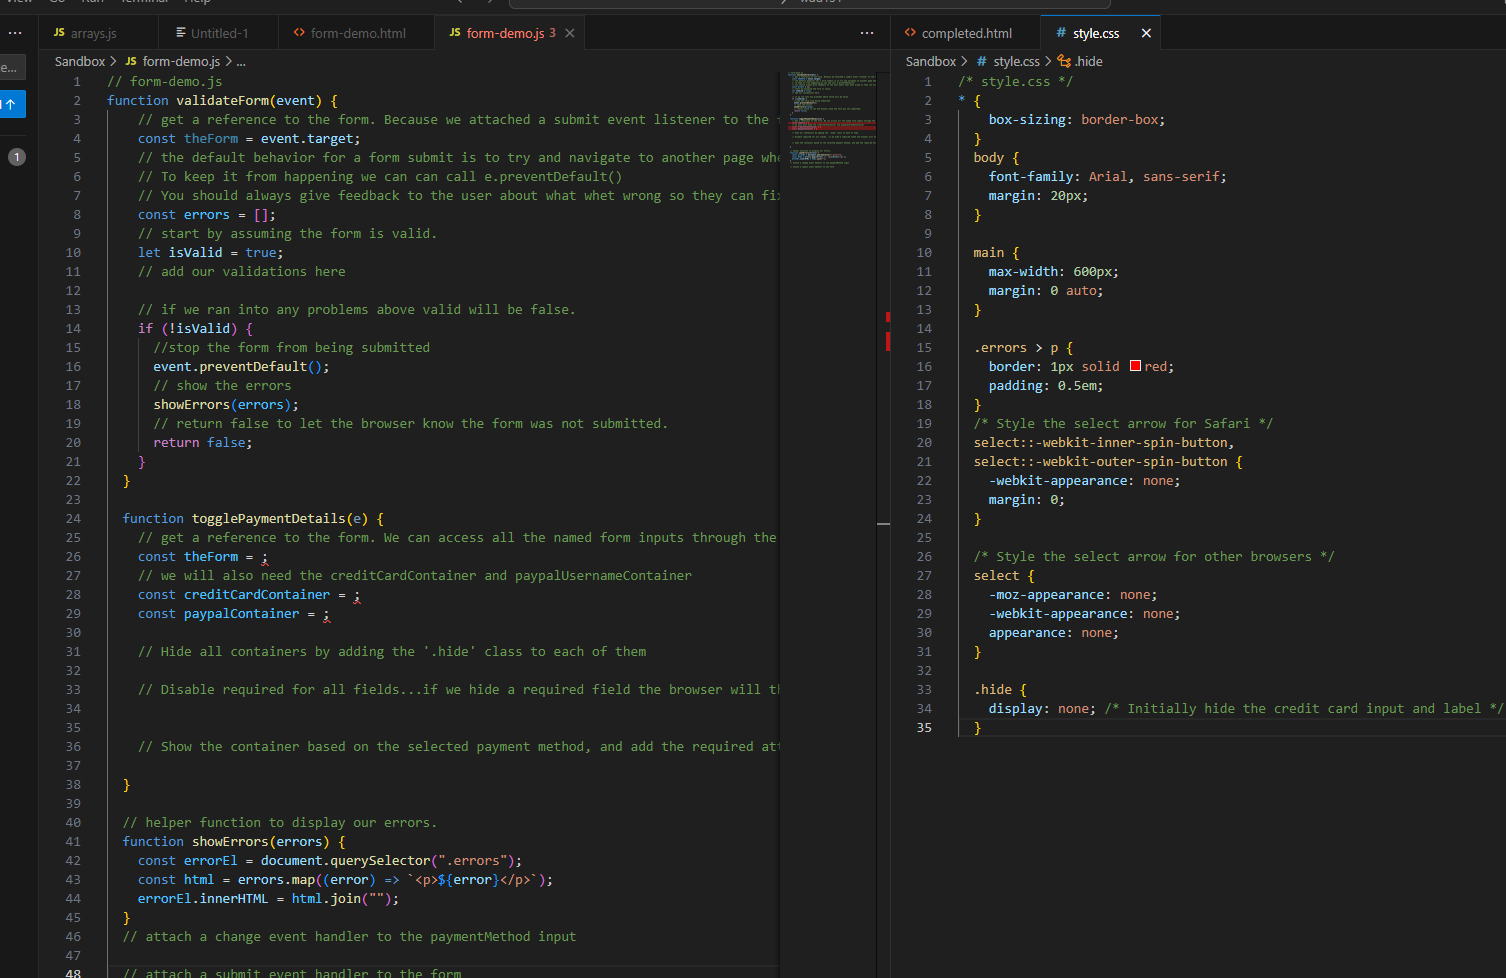 Terminal Help
arrays.js
Untitled-1
form-demo.html
form-demo.js 3
completed.html
style.css
Sandbox > JS form-demo.js > ...
Sandbox > # style.css > .hide
1 // form-demo.js
2 function validateForm(event) {
3 // get a reference to the form. Because we attached a submit event listener to the
4 const theForm = event.target;
5 // the default behavior for a form submit is to try and navigate to another page
6 // To keep it from happening we can can call e.preventDefault()
7 // You should always give feedback to the user about what whet wrong so they can
8 const errors = [];
9 // start by assuming the form is valid.
10 let isValid = true;
11 // add our validations here
12
13 // if we ran into any problems above valid will be false.
14 if (!isValid) {
15 //stop the form from being submitted
16 event.preventDefault();
17 // show the errors
18 showErrors(errors);
19 // return false to let the browser know the form was not submitted.
20 return false;
21 }
22 }
23
24 function togglePaymentDetails(e) {
25 // get a reference to the form. We can access all the named form inputs through the
26 const theForm = ;
27 // we will also need the creditCardContainer and paypalUsernameContainer
28 const creditCardContainer = ;
29 const paypalContainer = ;
30
31 // Hide all containers by adding the '.hide' class to each of them
32
33 // Disable required for all fields...if we hide a required field the browser will
34
35
36 // Show the container based on the selected payment method, and add the required
37
38 }
39
40 // helper function to display our errors.
41 function showErrors(errors) {
42 const errorEl = document.querySelector(".errors");
43 const html = errors.map((error) => `<p>${error}</p>`);
44 errorEl.innerHTML = html.join("");
45 }
46 // attach a change event handler to the paymentMethod input
47
48 // attach a submit event handler to the form
1 /* style.css */
2 * {
3 box-sizing: border-box;
4 }
5 body {
6 font-family: Arial, sans-serif;
7 margin: 20px;
8 }
9
10 main {
11 max-width: 600px;
12 margin: 0 auto;
13 }
14
15 .errors > p {
16 border: 1px solid red;
17 padding: 0.5em;
18 }
19 /* Style the select arrow for Safari */
20 select::-webkit-inner-spin-button,
21 select::-webkit-outer-spin-button {
22 -webkit-appearance: none;
23 margin: 0;
24 }
25
26 /* Style the select arrow for other browsers */
27 select {
28 -moz-appearance: none;
29 -webkit-appearance: none;
30 appearance: none;
31 }
32
33 .hide {
34 display: none; /* Initially hide the credit card input and label */
35 }